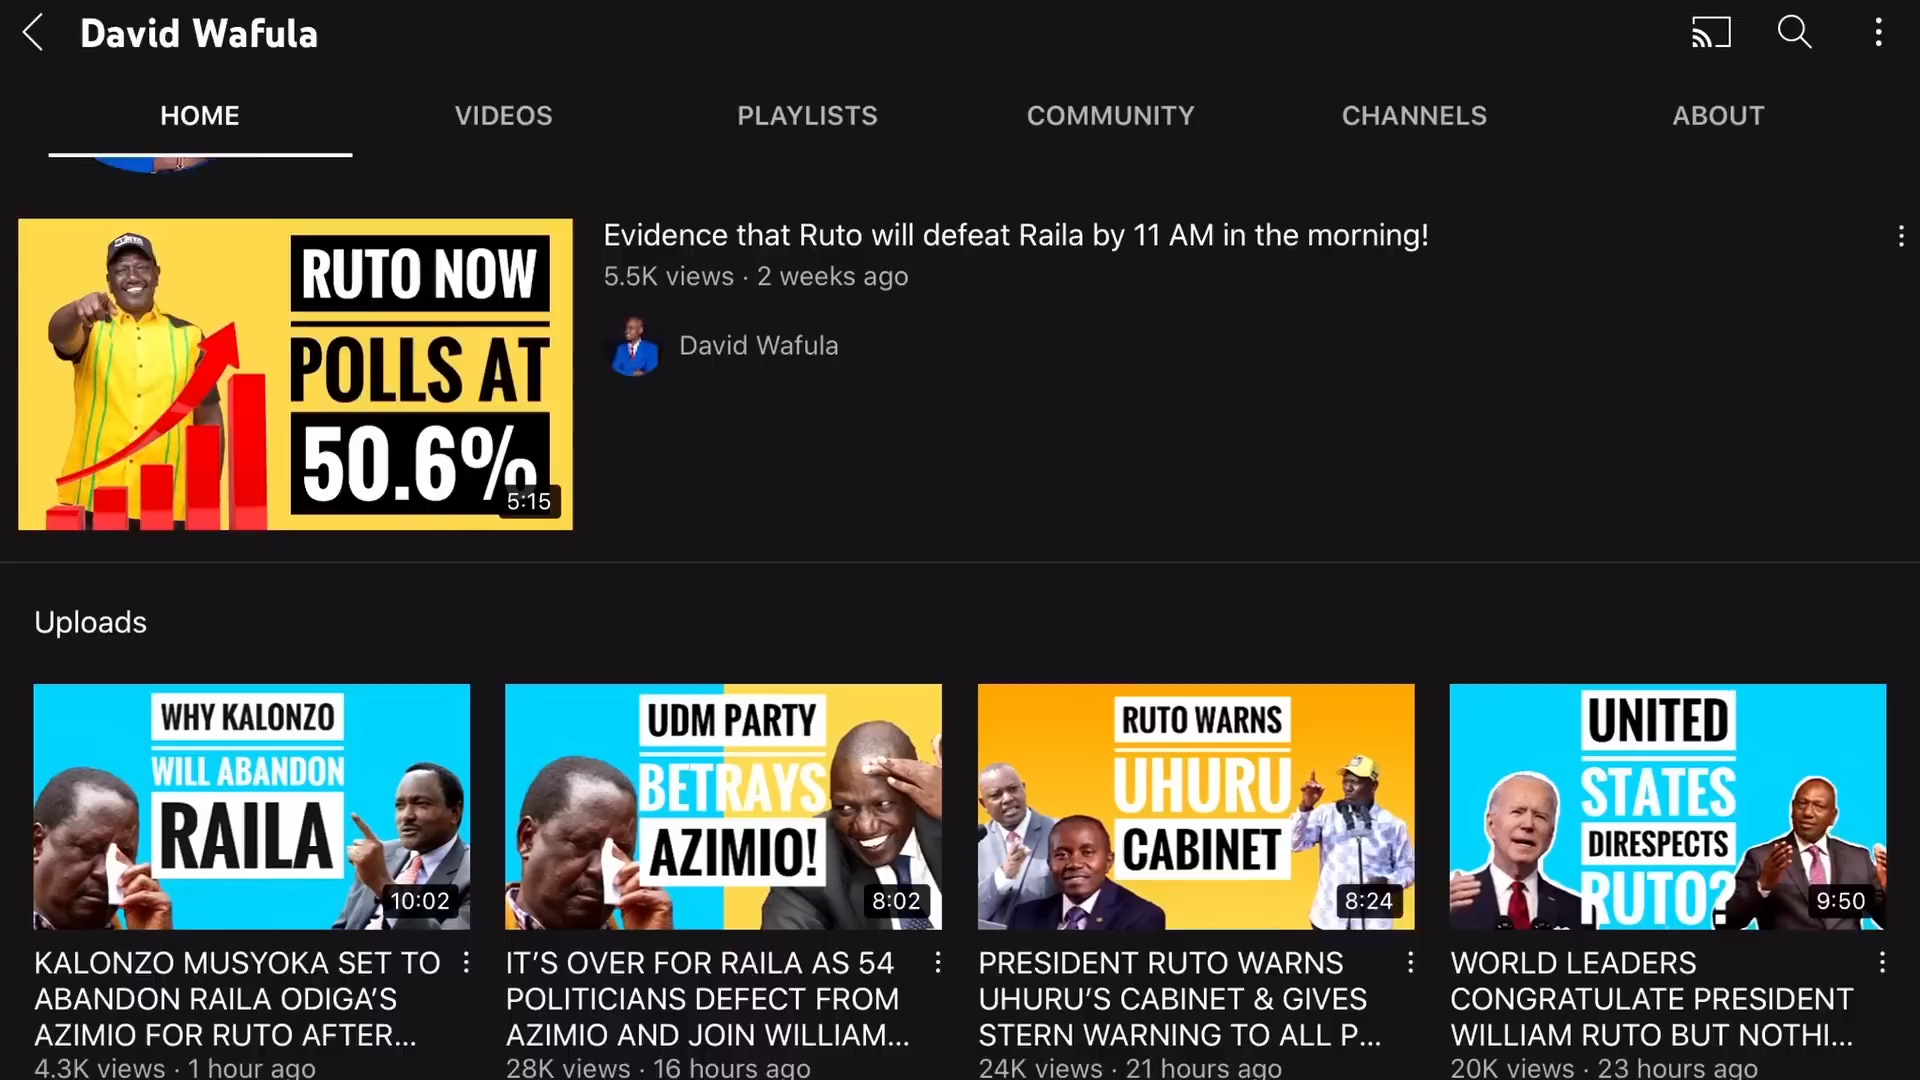 David Wafula
HOME
VIDEOS
PLAYLISTS
COMMUNITY
CHANNELS
ABOUT
RUTO NOW
POLLS AT
50.6%
5:15
Evidence that Ruto will defeat Raila by 11 AM in the morning!
5.5K views · 2 weeks ago
David Wafula
Uploads
WHY KALONZO
WILL ABANDON
RAILA
10:02
KALONZO MUSYOKA SET TO
ABANDON RAILA ODIGA’S
AZIMIO FOR RUTO AFTER...
4.3K views · 1 hour ago
UDM PARTY
BETRAYS
AZIMIO!
8:02
IT’S OVER FOR RAILA AS 54
POLITICIANS DEFECT FROM
AZIMIO AND JOIN WILLIAM...
28K views · 16 hours ago
RUTO WARNS
UHURU
CABINET
8:24
PRESIDENT RUTO WARNS
UHURU’S CABINET & GIVES
STERN WARNING TO ALL P...
24K views · 21 hours ago
UNITED
STATES
DIRESPECTS
RUTO?
9:50
WORLD LEADERS
CONGRATULATE PRESIDENT
WILLIAM RUTO BUT NOTHI...
20K views · 23 hours ago